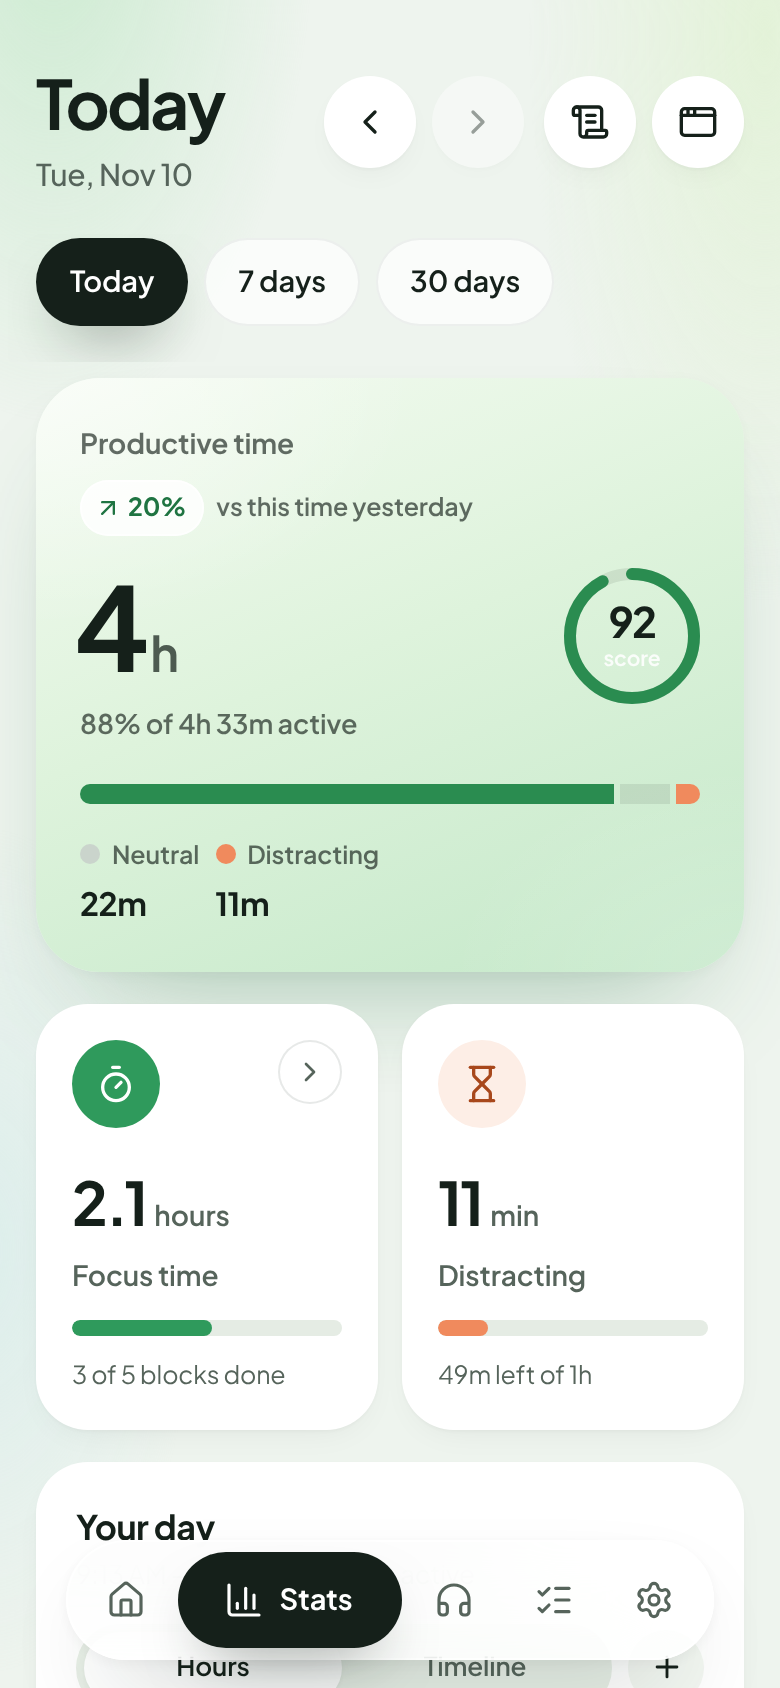 Today
Tue, Nov 10
Today
7 days
30 days
Productive time
20% vs this time yesterday
4h
92
score
88% of 4h 33m active
Neutral
Distracting
22m
11m
2.1 hours
Focus time
3 of 5 blocks done
11 min
Distracting
49m left of 1h
Your day
Stats
Hours
Timeline